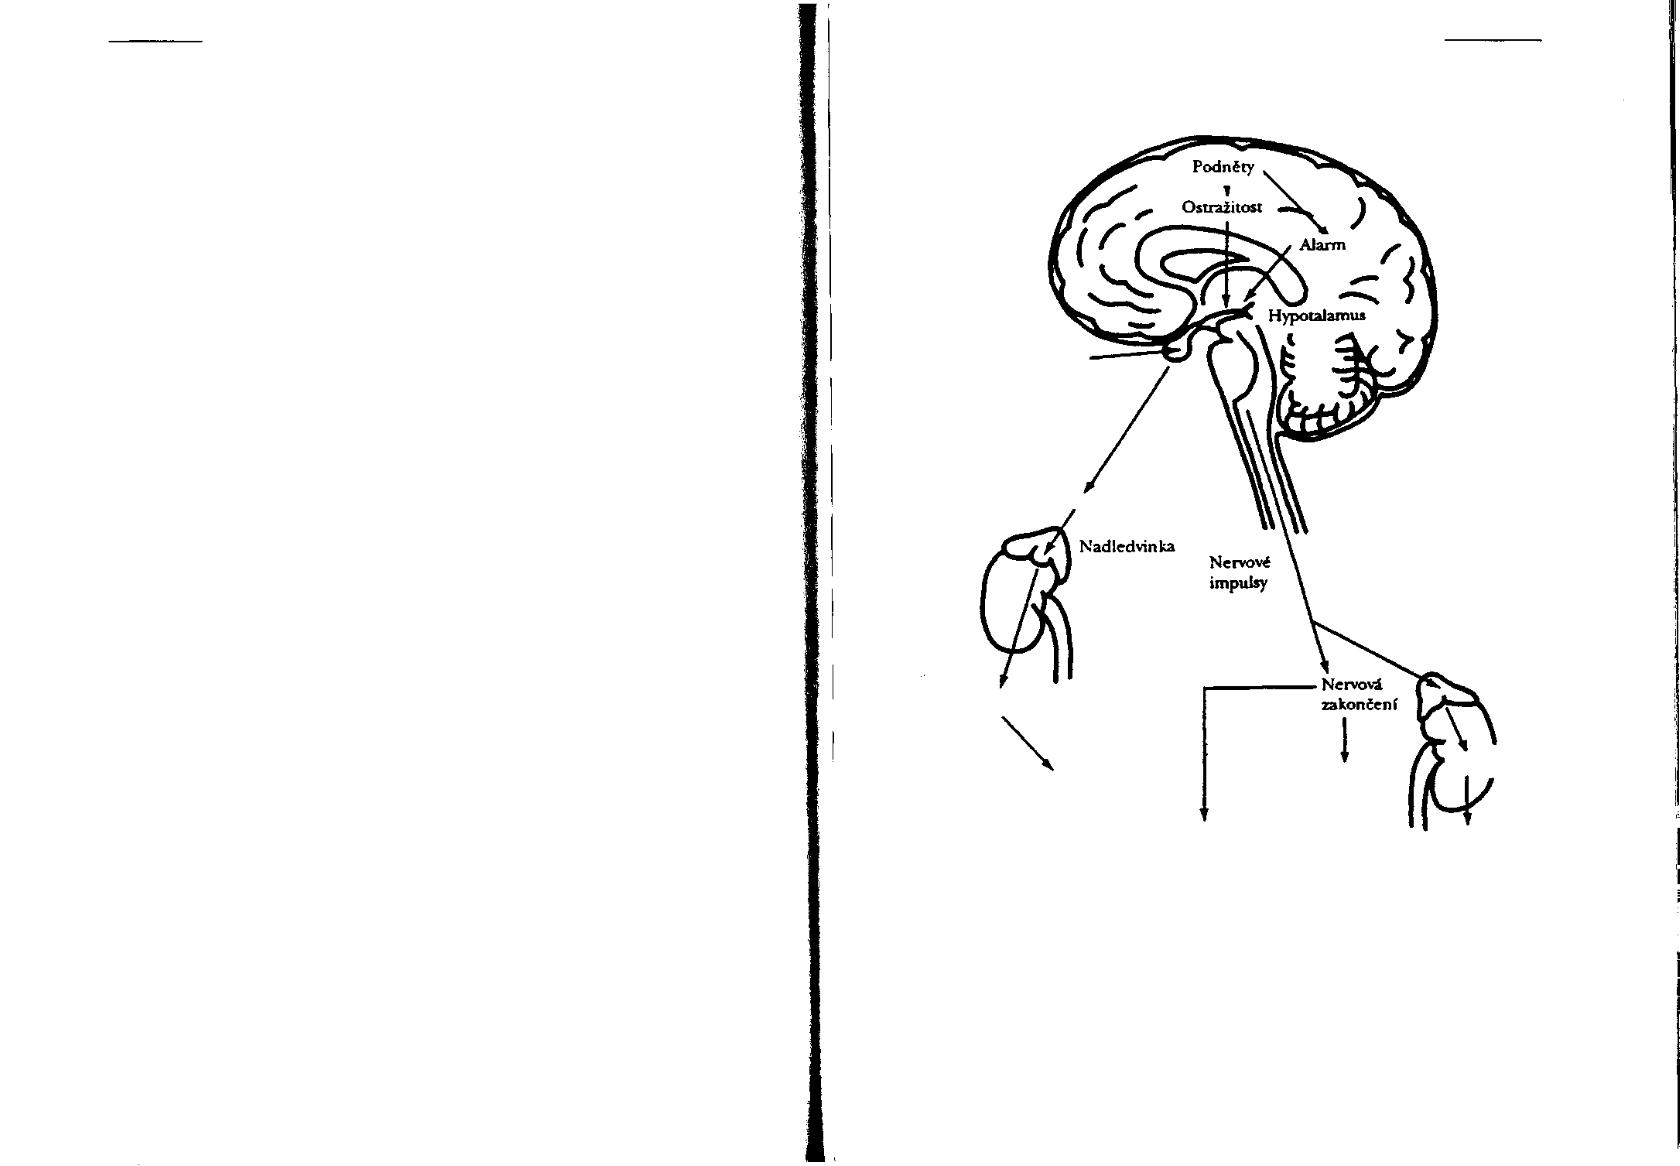 Podněty
Ostražitost
Alarm
Hypotalamus
Nadledvinka
Nervové
impulsy
Nervová
zakončení